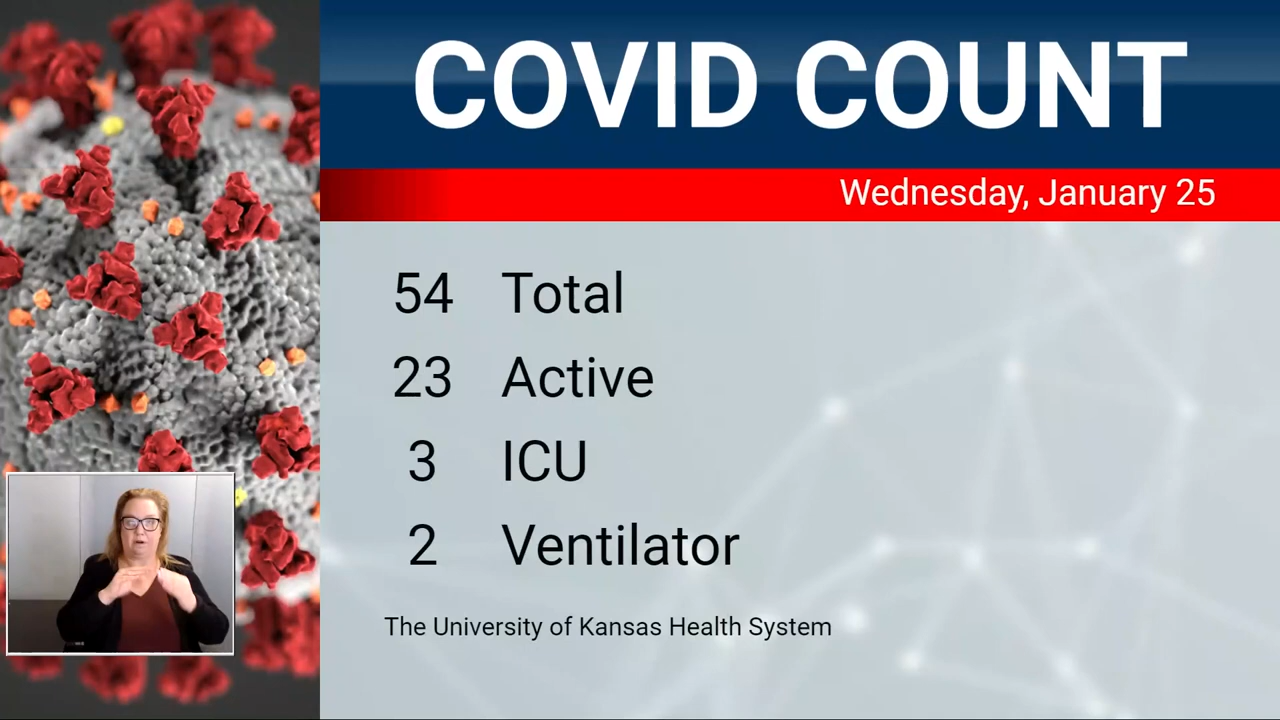 COVID COUNT
Wednesday, January 25
54 Total
23 Active
3 ICU
2 Ventilator
The University of Kansas Health System